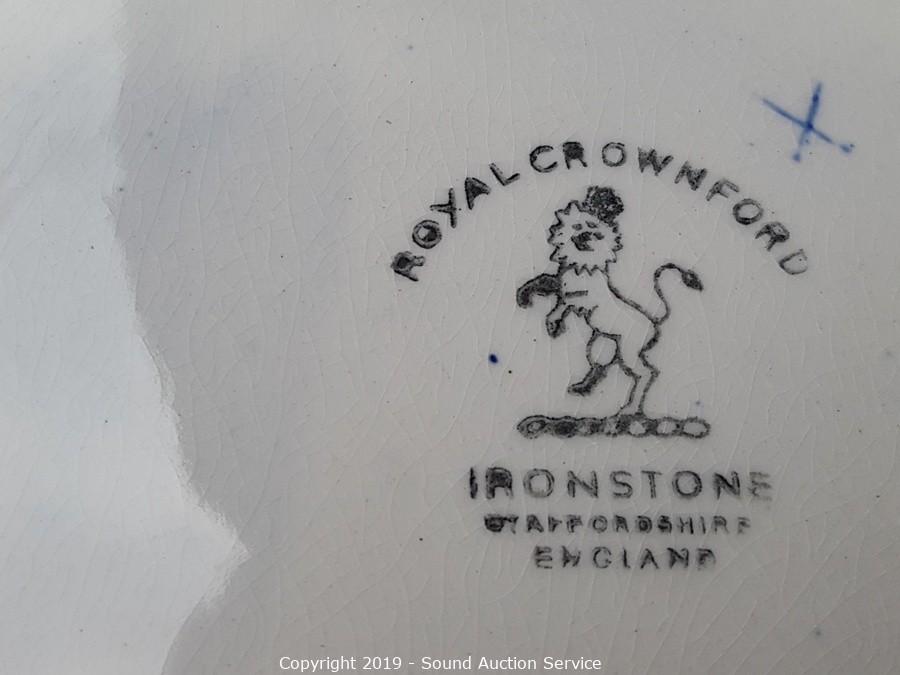 ROYAL CROWNFORD
IRONSTONE
STAFFORDSHIRE
ENGLAND
Copyright 2019 - Sound Auction Service